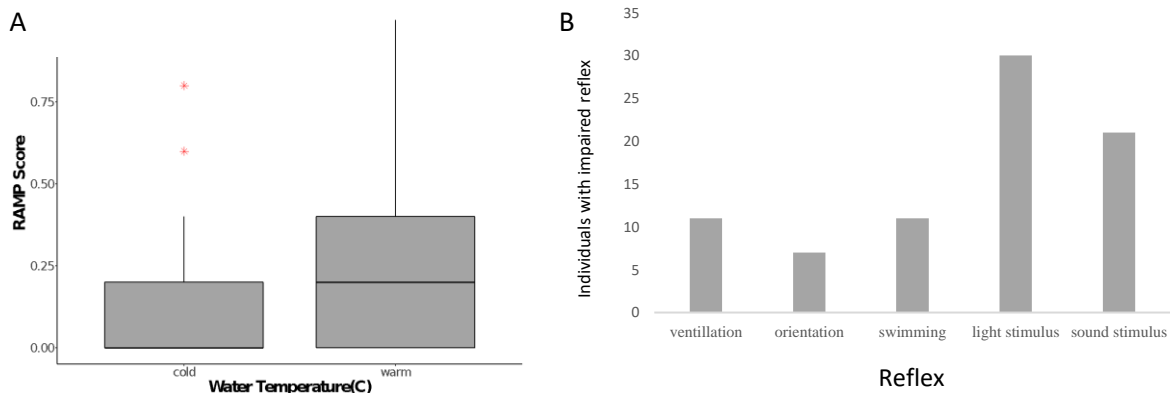 A
RAMP Score
0.75
0.50
0.25
0.00
cold warm
Water Temperature(C)
B
Individuals with impaired reflex
35
30
25
20
15
10
5
0
ventillation orientation swimming light stimulus sound stimulus
Reflex